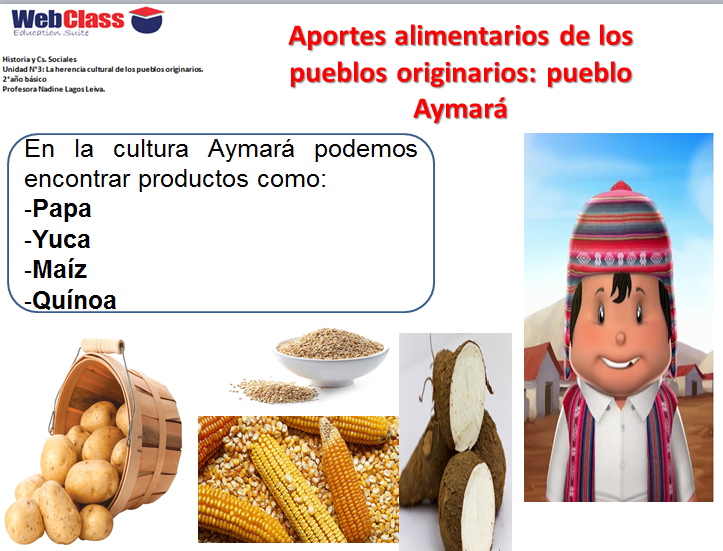 WebClass
Education Suite
Historia y Cs. Sociales
Unidad N°3: La herencia cultural de los pueblos originarios.
2°año básico
Profesora Nadine Lagos Leiva.
Aportes alimentarios de los
pueblos originarios: pueblo
Aymará
En la cultura Aymará podemos
encontrar productos como:
-Papa
-Yuca
-Maíz
-Quínoa